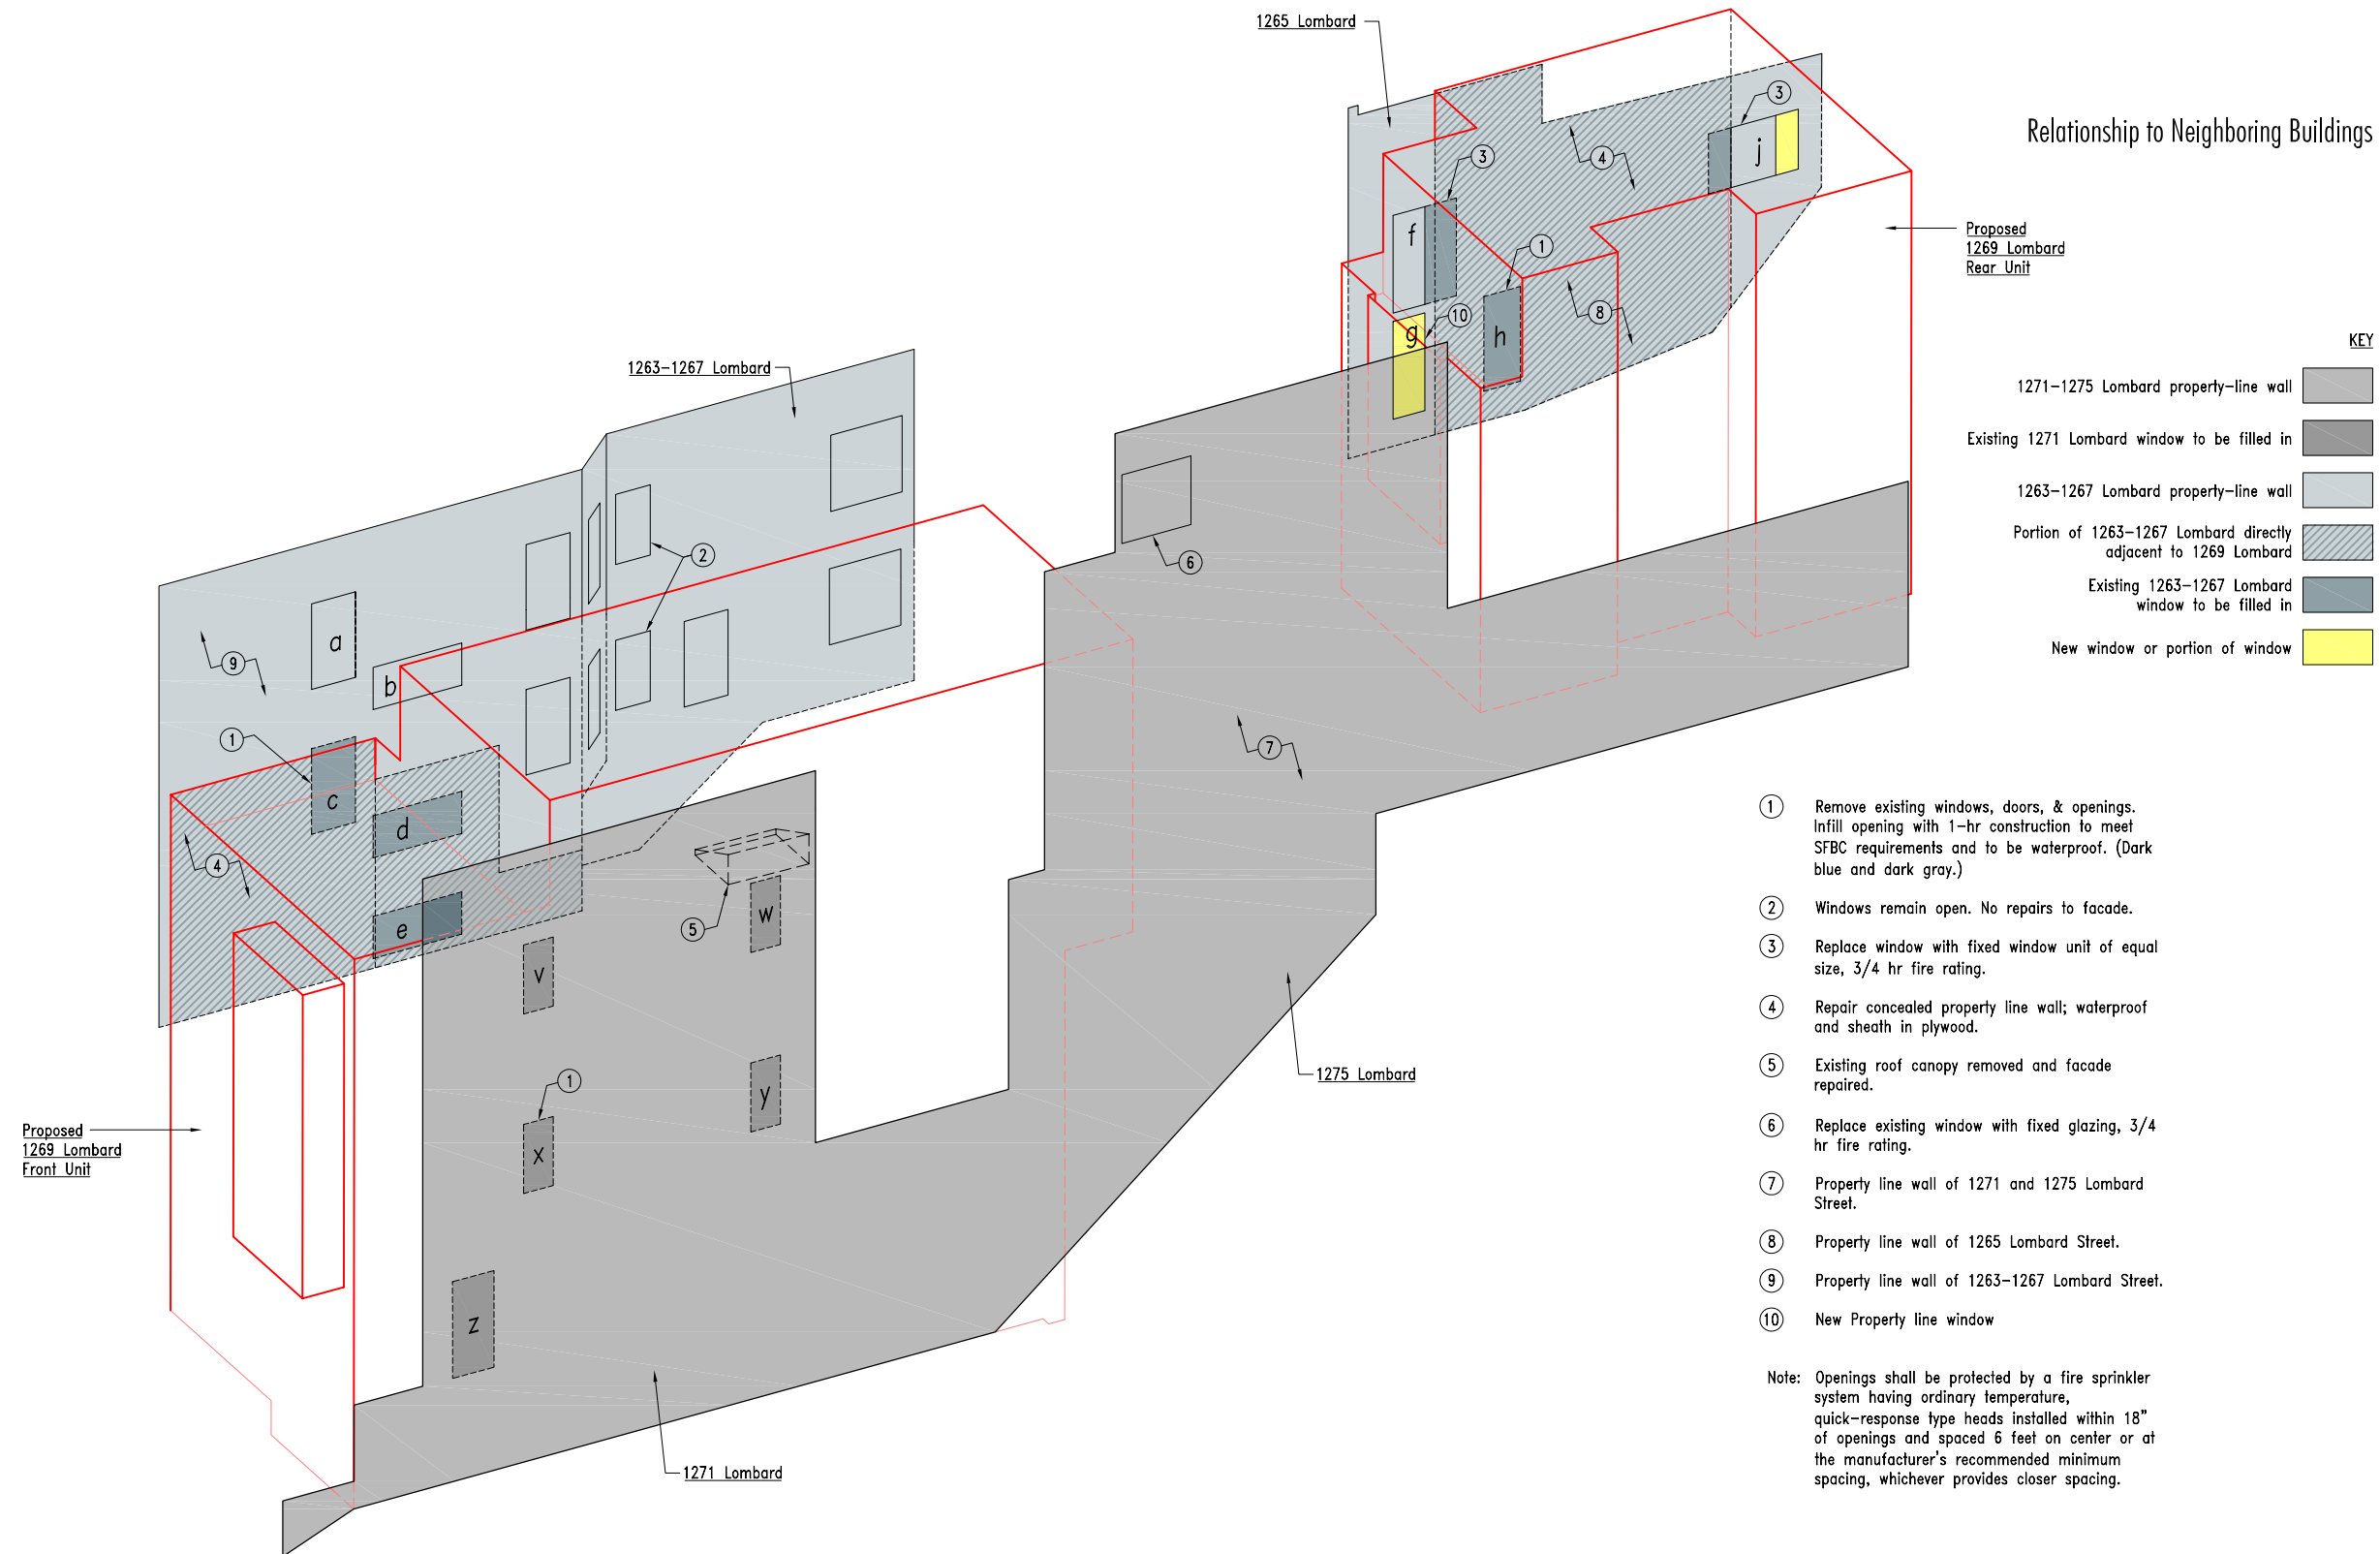 1265 Lombard
Relationship to Neighboring Buildings
3
4
j
3
f
1
Proposed
1269 Lombard
Rear Unit
10
g
h
8
KEY
1263-1267 Lombard
1271-1275 Lombard property-line wall
Existing 1271 Lombard window to be filled in
1263-1267 Lombard property-line wall
Portion of 1263-1267 Lombard directly
adjacent to 1269 Lombard
Existing 1263-1267 Lombard
window to be filled in
New window or portion of window
2
6
a
9
b
1
7
c
d
4
e
5
w
v
1
y
x
z
1275 Lombard
Proposed
1269 Lombard
Front Unit
1271 Lombard
1 Remove existing windows, doors, & openings.
Infill opening with 1-hr construction to meet
SFBC requirements and to be waterproof. (Dark
blue and dark gray.)
2 Windows remain open. No repairs to facade.
3 Replace window with fixed window unit of equal
size, 3/4 hr fire rating.
4 Repair concealed property line wall; waterproof
and sheath in plywood.
5 Existing roof canopy removed and facade
repaired.
6 Replace existing window with fixed glazing, 3/4
hr fire rating.
7 Property line wall of 1271 and 1275 Lombard
Street.
8 Property line wall of 1265 Lombard Street.
9 Property line wall of 1263-1267 Lombard Street.
10 New Property line window
Note: Openings shall be protected by a fire sprinkler
system having ordinary temperature,
quick-response type heads installed within 18"
of openings and spaced 6 feet on center or at
the manufacturer's recommended minimum
spacing, whichever provides closer spacing.